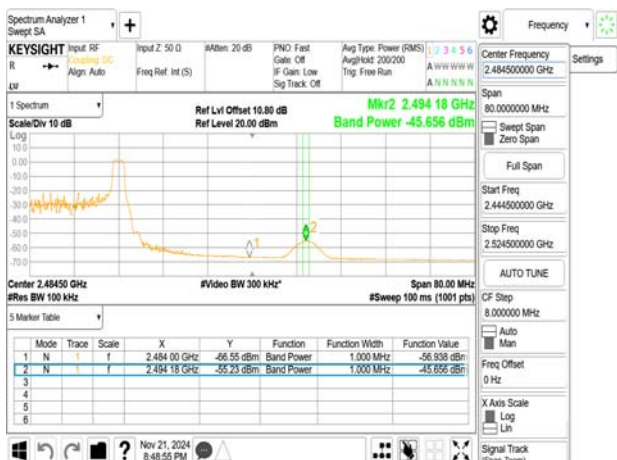 Spectrum Analyzer 1
Swept SA
+
Frequency
KEYSIGHT
R
Input: RF
Coupling: DC
Align: Auto
Input Z: 50 Ω
Freq Ref: Int (S)
#Atten: 20 dB
PNO: Fast
Gate: Off
IF Gain: Low
Sig Track: Off
Avg Type: Power (RMS)
Avg|Hold: 200/200
Trig: Free Run
1 2 3 4 5 6
A W W W W W
A N N N N N
1 Spectrum
Scale/Div 10 dB
Ref Lvl Offset 10.80 dB
Ref Level 20.00 dBm
Mkr2 2.494 18 GHz
Band Power -45.656 dBm
Log
10.0
0.00
-10.0
-20.0
-30.0
-40.0
-50.0
-60.0
-70.0
1
2
Center 2.48450 GHz
#Res BW 100 kHz
#Video BW 300 kHz*
Span 80.00 MHz
#Sweep 100 ms (1001 pts)
5 Marker Table
Mode Trace Scale X Y Function Function Width Function Value
1 N 1 f 2.484 00 GHz -66.55 dBm Band Power 1.000 MHz -56.938 dBm
2 N 1 f 2.494 18 GHz -55.23 dBm Band Power 1.000 MHz -45.656 dBm
3
4
5
6
?
Nov 21, 2024
8:48:55 PM
Center Frequency
2.484500000 GHz
Settings
Span
80.0000000 MHz
Swept Span
Zero Span
Full Span
Start Freq
2.444500000 GHz
Stop Freq
2.524500000 GHz
AUTO TUNE
CF Step
8.000000 MHz
Auto
Man
Freq Offset
0 Hz
X Axis Scale
Log
Lin
Signal Track